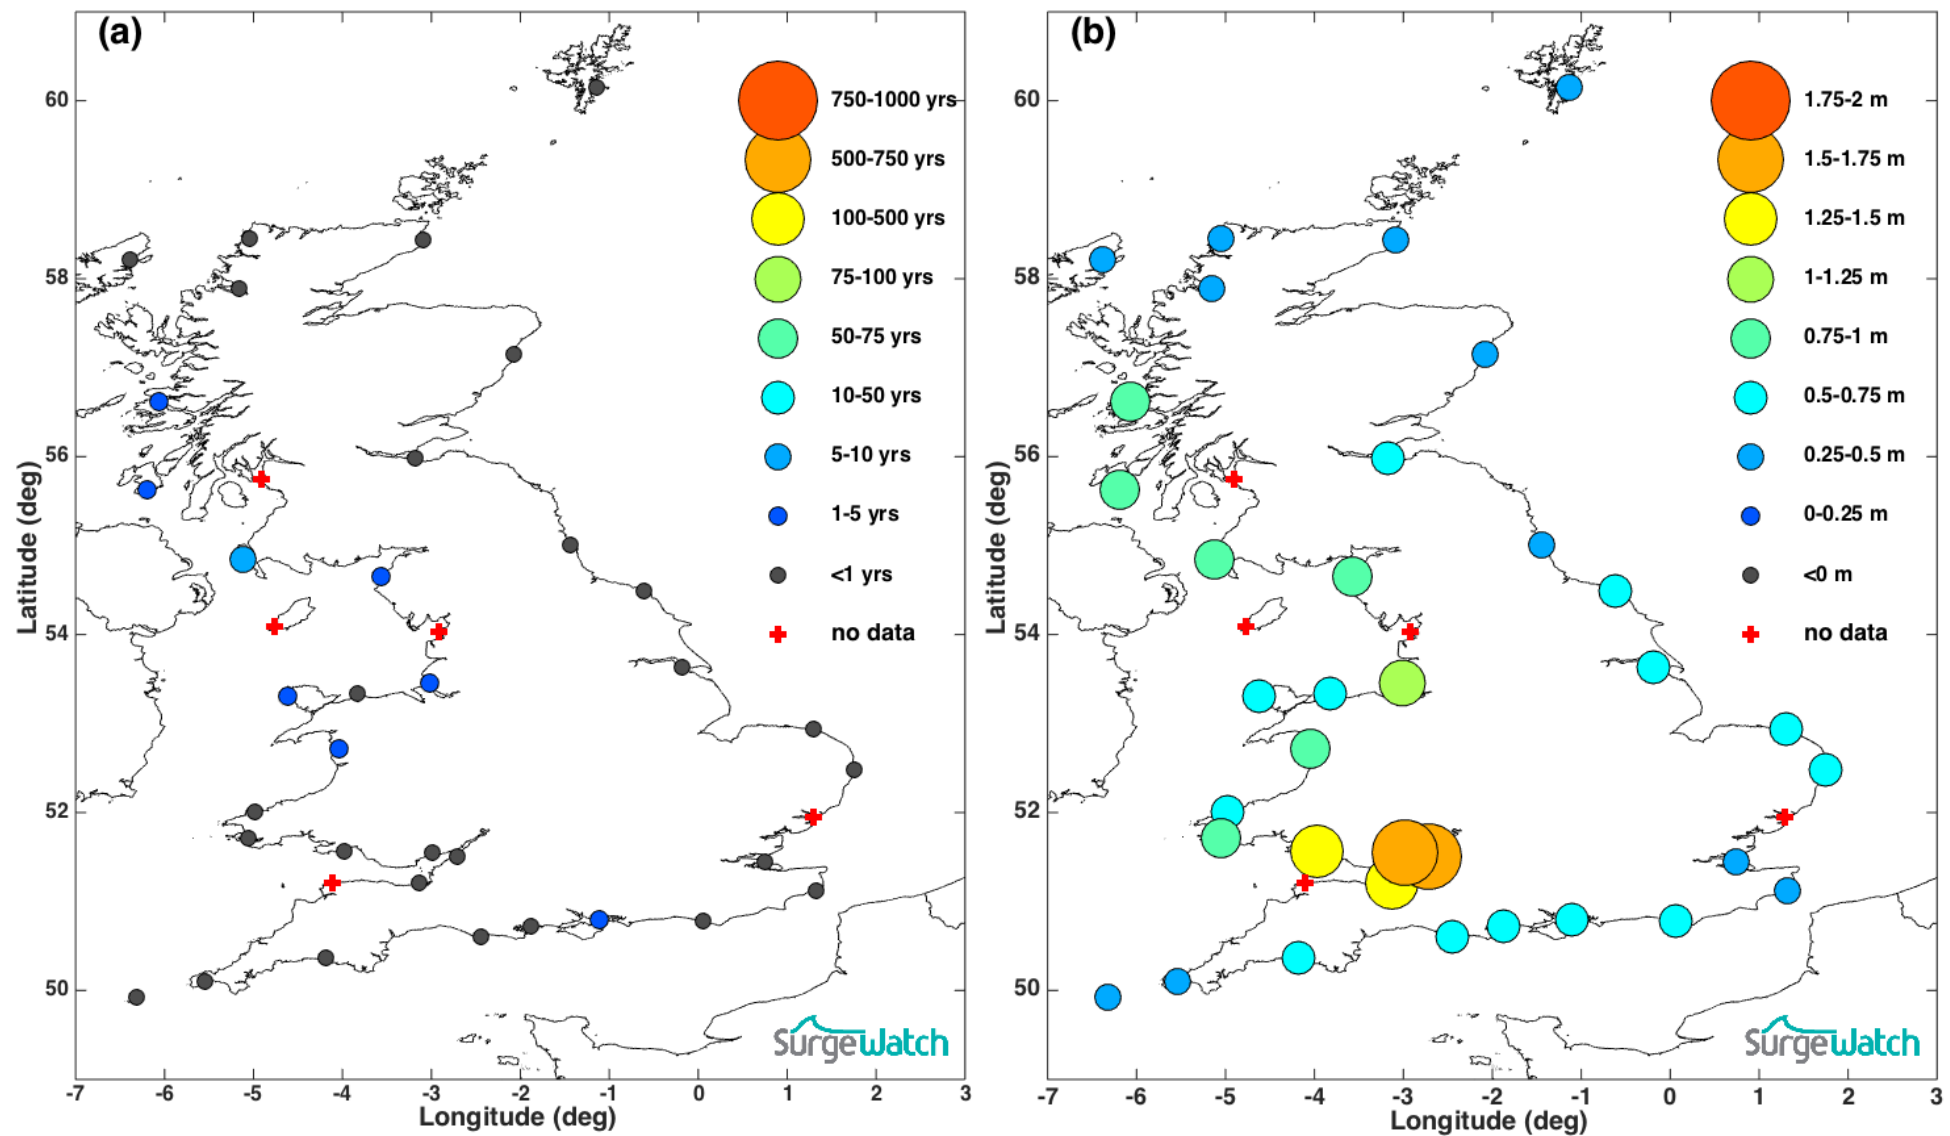 (a)
750-1000 yrs
500-750 yrs
100-500 yrs
75-100 yrs
50-75 yrs
10-50 yrs
5-10 yrs
1-5 yrs
<1 yrs
no data
60
58
56
54
52
50
Latitude (deg)
-7 -6 -5 -4 -3 -2 -1 0 1 2 3
Longitude (deg)
SurgeWatch
(b)
1.75-2 m
1.5-1.75 m
1.25-1.5 m
1-1.25 m
0.75-1 m
0.5-0.75 m
0.25-0.5 m
0-0.25 m
<0 m
no data
60
58
56
54
52
50
Latitude (deg)
-7 -6 -5 -4 -3 -2 -1 0 1 2 3
Longitude (deg)
SurgeWatch